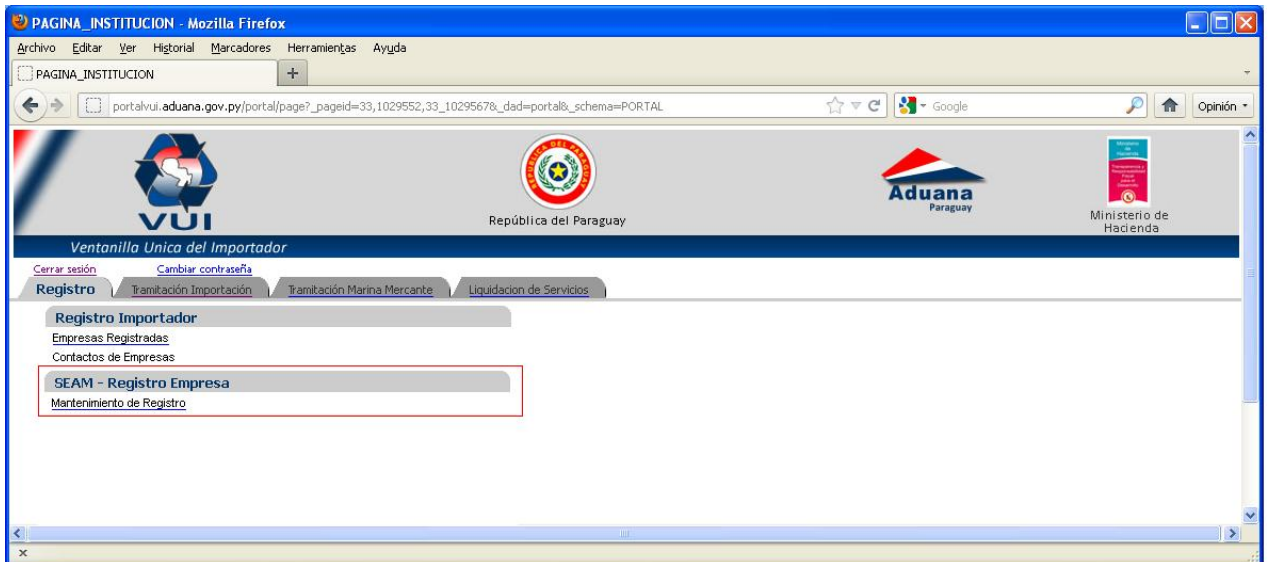 PAGINA_INSTITUCION - Mozilla Firefox
Archivo Editar Ver Historial Marcadores Herramientas Ayuda
PAGINA_INSTITUCION
portalvui.aduana.gov.py/portal/page?_pageid=33,1029552,33_1029567&_dad=portal&_schema=PORTAL
Google
Opinión
VUI
REPUBLICA DEL PARAGUAY
República del Paraguay
Aduana
Paraguay
Ministerio de
Hacienda
Ventanilla Unica del Importador
Cerrar sesión Cambiar contraseña
Registro Tramitación Importación Tramitación Marina Mercante Liquidacion de Servicios
Registro Importador
Empresas Registradas
Contactos de Empresas
SEAM - Registro Empresa
Mantenimiento de Registro